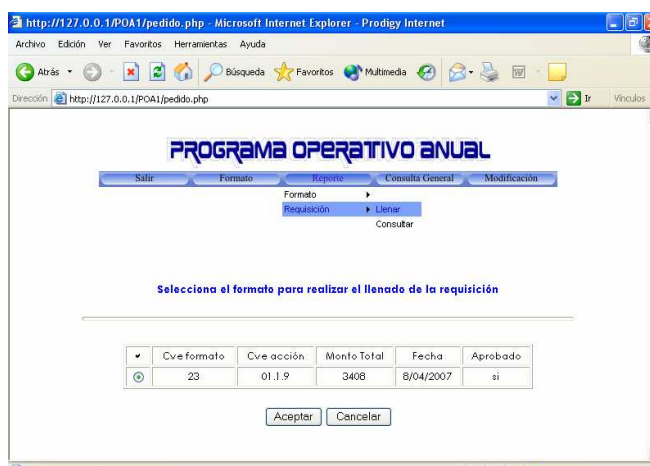 http://127.0.0.1/POA1/pedido.php - Microsoft Internet Explorer - Prodigy Internet
Archivo Edición Ver Favoritos Herramientas Ayuda
Atrás Búsqueda Favoritos Multimedia
Dirección http://127.0.0.1/POA1/pedido.php Ir Vínculos
PROGRAMA OPERATIVO ANUAL
Salir Formato Reporte Consulta General Modificación
Formato
Requisición Llenar
Consultar
Selecciona el formato para realizar el llenado de la requisición
Cve formato Cve acción Monto Total Fecha Aprobado
23 01.1.9 3408 8/04/2007 si
Aceptar Cancelar